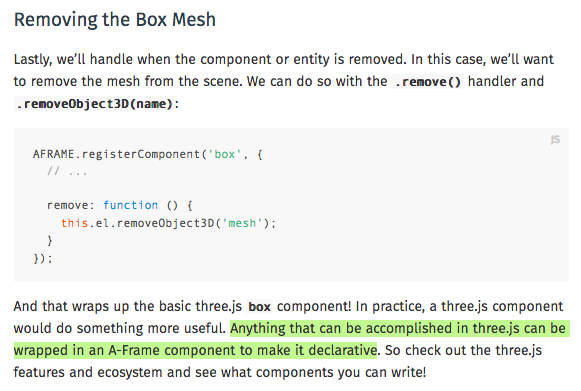 Removing the Box Mesh
Lastly, we’ll handle when the component or entity is removed. In this case, we’ll want
to remove the mesh from the scene. We can do so with the .remove() handler and
.removeObject3D(name):
JS
AFRAME.registerComponent('box', {
// ...
remove: function () {
this.el.removeObject3D('mesh');
}
});
And that wraps up the basic three.js box component! In practice, a three.js component
would do something more useful. Anything that can be accomplished in three.js can be
wrapped in an A-Frame component to make it declarative. So check out the three.js
features and ecosystem and see what components you can write!